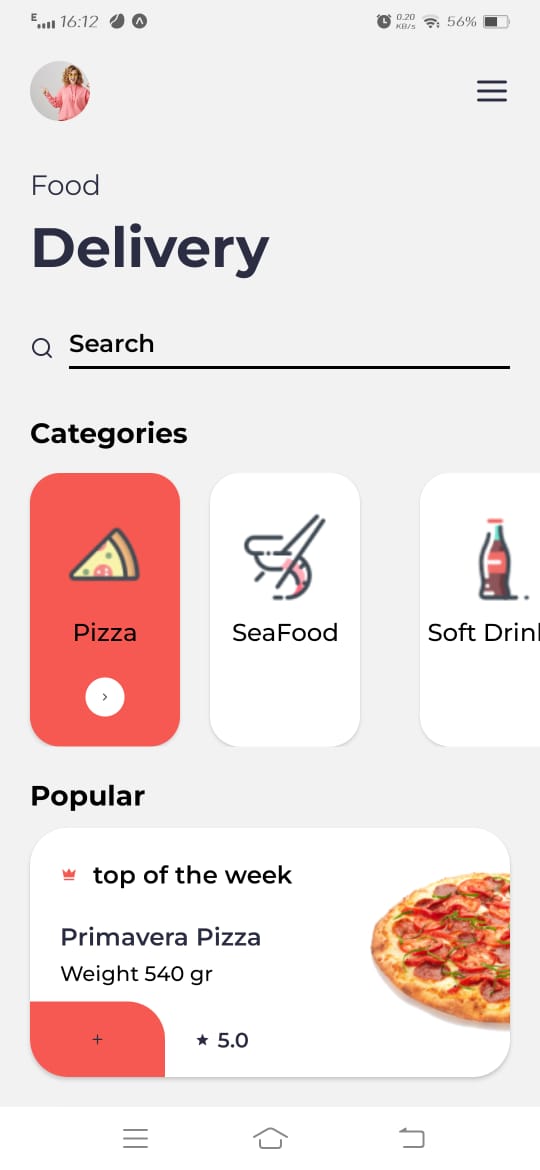 E 16:12 0.20 KB/s 56%
Food
Delivery
Search
Categories
Pizza SeaFood Soft Drin
Popular
top of the week
Primavera Pizza
Weight 540 gr
+ 5.0